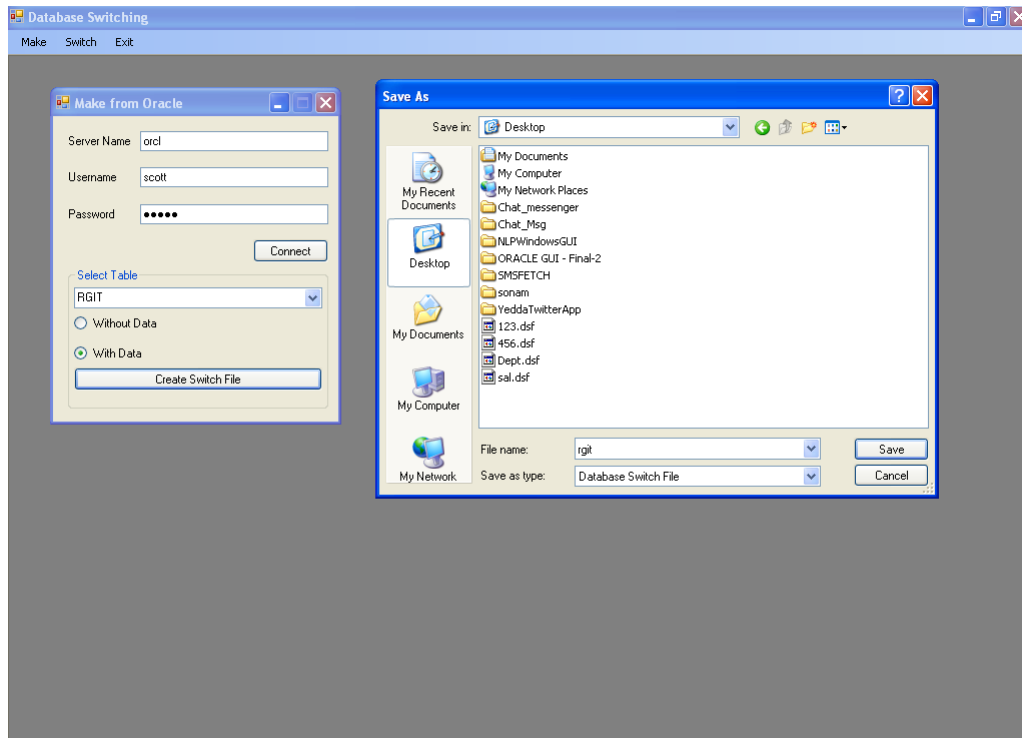 Database Switching
Make Switch Exit
Make from Oracle
Server Name orcl
Username scott
Password •••••
Connect
Select Table
RGIT
Without Data
With Data
Create Switch File
Save As
Save in: Desktop
My Recent
Documents
Desktop
My Documents
My Computer
My Network
My Documents
My Computer
My Network Places
Chat_messenger
Chat_Msg
NLPWindowsGUI
ORACLE GUI - Final-2
SMSFETCH
sonam
YeddaTwitterApp
123.dsf
456.dsf
Dept.dsf
sal.dsf
File name: rgit Save
Save as type: Database Switch File Cancel